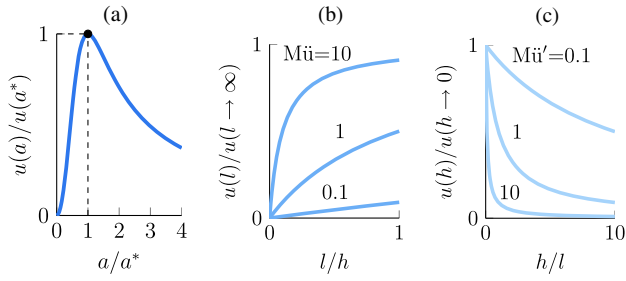 (a)
1
0
0
1
2
3
4
u(a)/u(a*)
a/a*
(b)
1
0
0
1
Mü=10
1
0.1
u(l)/u(l → ∞)
l/h
(c)
1
0
0
10
Mü′=0.1
1
10
u(h)/u(h → 0)
h/l